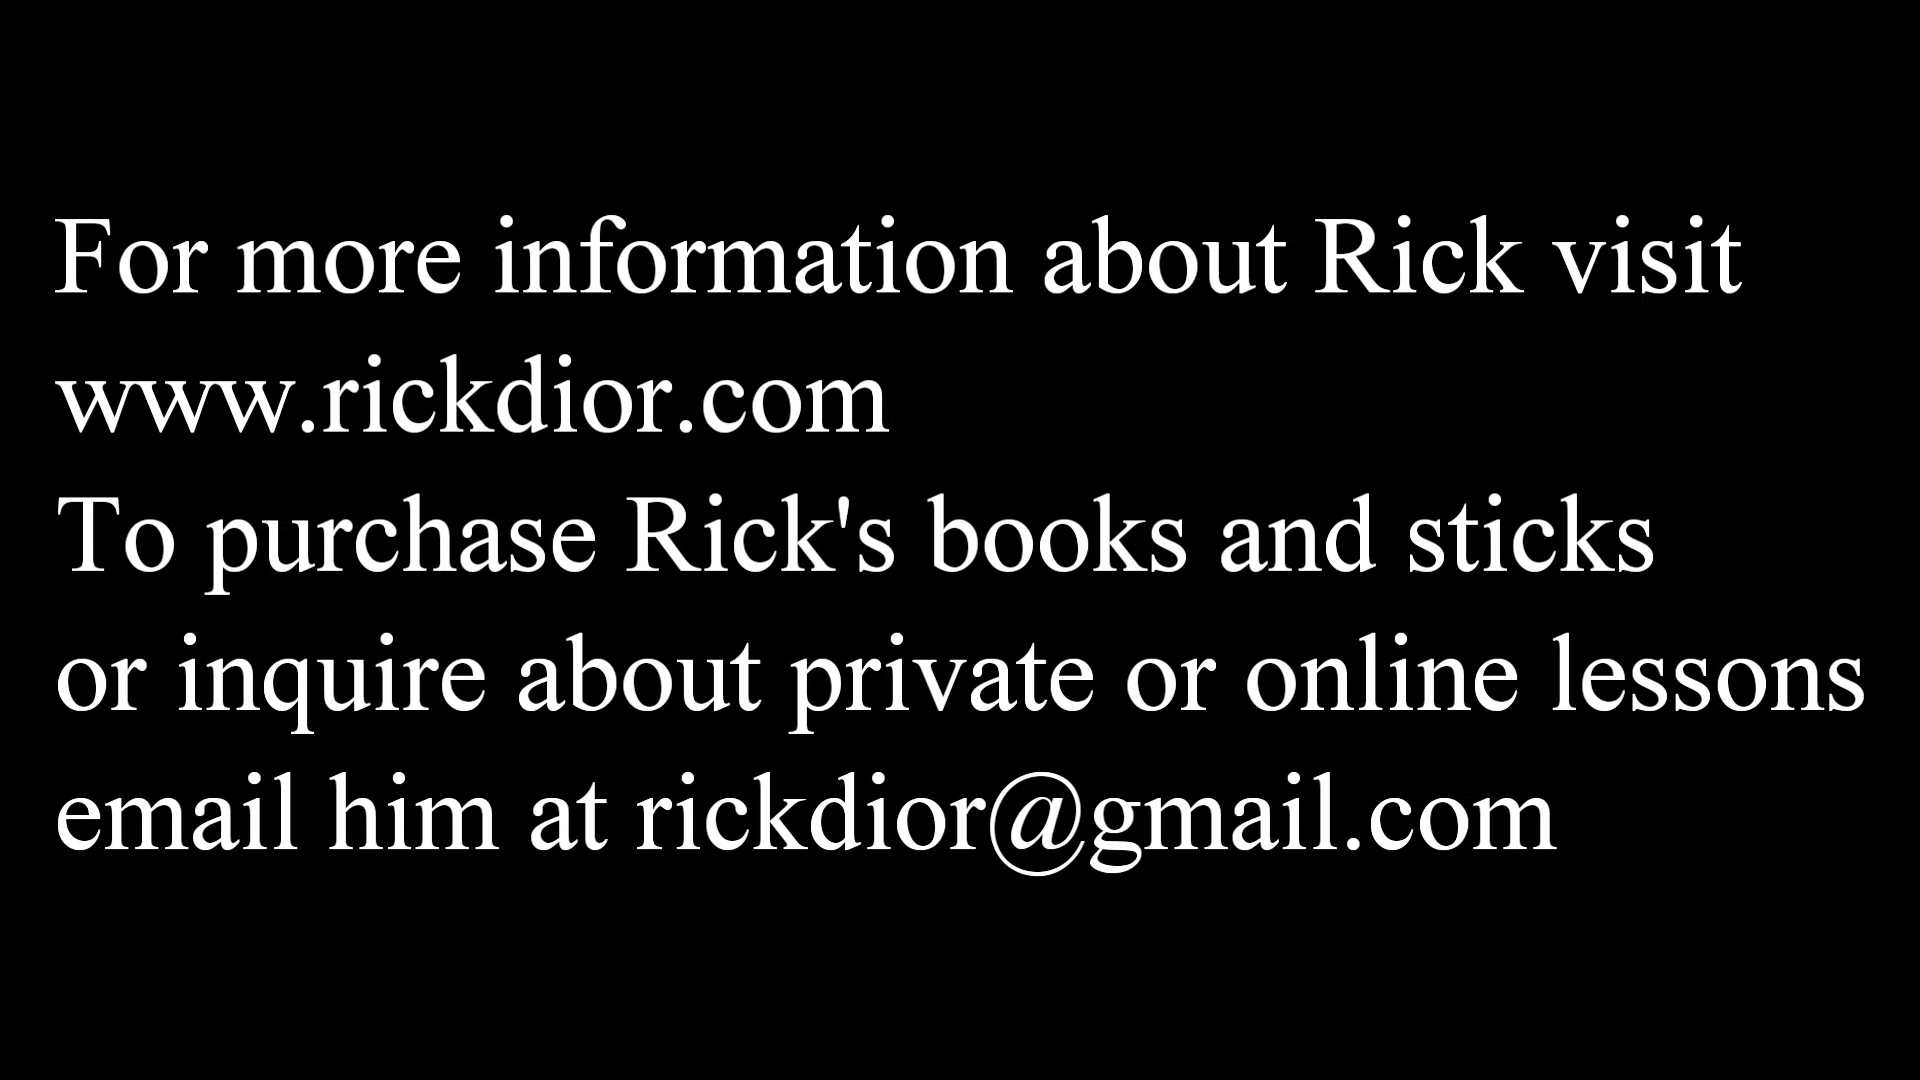 For more information about Rick visit
www.rickdior.com
To purchase Rick's books and sticks
or inquire about private or online lessons
email him at rickdior@gmail.com